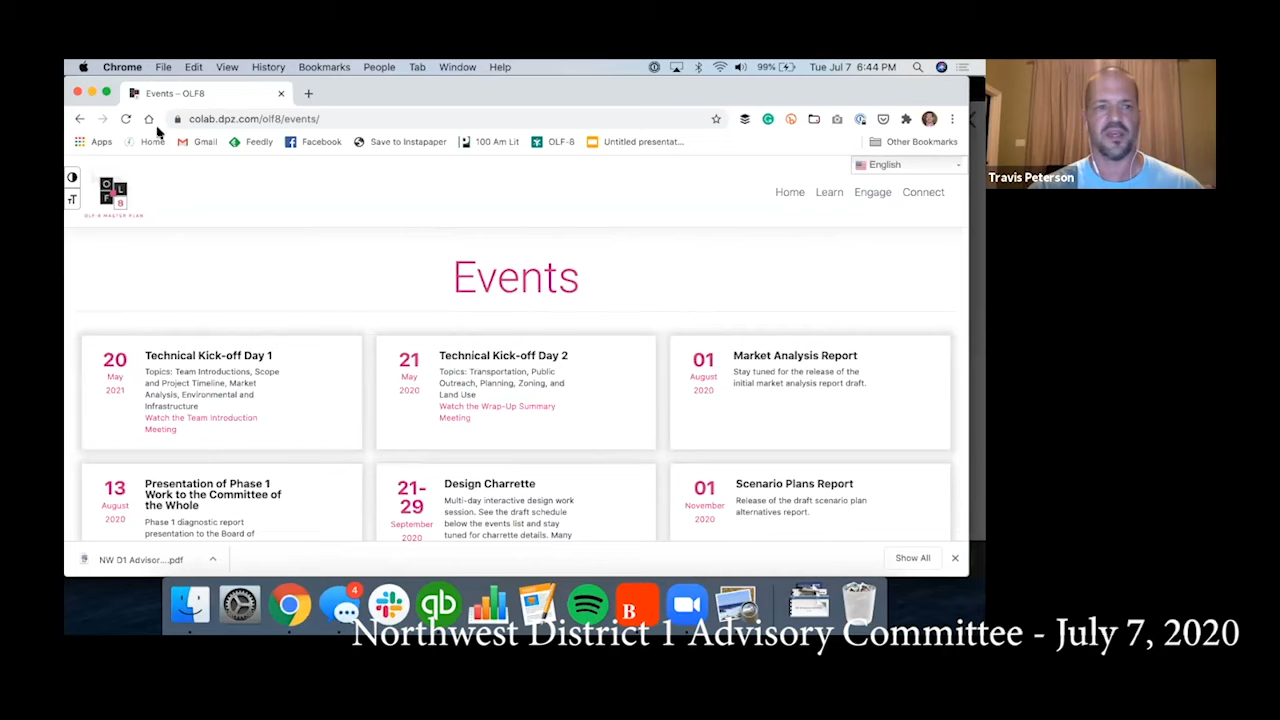 Chrome File Edit View History Bookmarks People Tab Window Help 99% Tue Jul 7 6:44 PM
Events – OLF8
colab.dpz.com/olf8/events/
Apps Home Gmail Feedly Facebook Save to Instapaper 100 Am Lit OLF-8 Untitled presentat... Other Bookmarks
English
O
L
F
8
OLF-8 MASTER PLAN
Home Learn Engage Connect
Travis Peterson
Events
20
May
2021
Technical Kick-off Day 1
Topics: Team Introductions, Scope
and Project Timeline, Market
Analysis, Environmental and
Infrastructure
Watch the Team Introduction
Meeting
21
May
2020
Technical Kick-off Day 2
Topics: Transportation, Public
Outreach, Planning, Zoning, and
Land Use
Watch the Wrap-Up Summary
Meeting
01
August
2020
Market Analysis Report
Stay tuned for the release of the
initial market analysis report draft.
13
August
2020
Presentation of Phase 1
Work to the Committee of
the Whole
Phase 1 diagnostic report
presentation to the Board of
21-
29
September
2020
Design Charrette
Multi-day interactive design work
session. See the draft schedule
below the events list and stay
tuned for charrette details. Many
01
November
2020
Scenario Plans Report
Release of the draft scenario plan
alternatives report.
NW D1 Advisor....pdf
Show All
4
qb
B
Northwest District 1 Advisory Committee - July 7, 2020